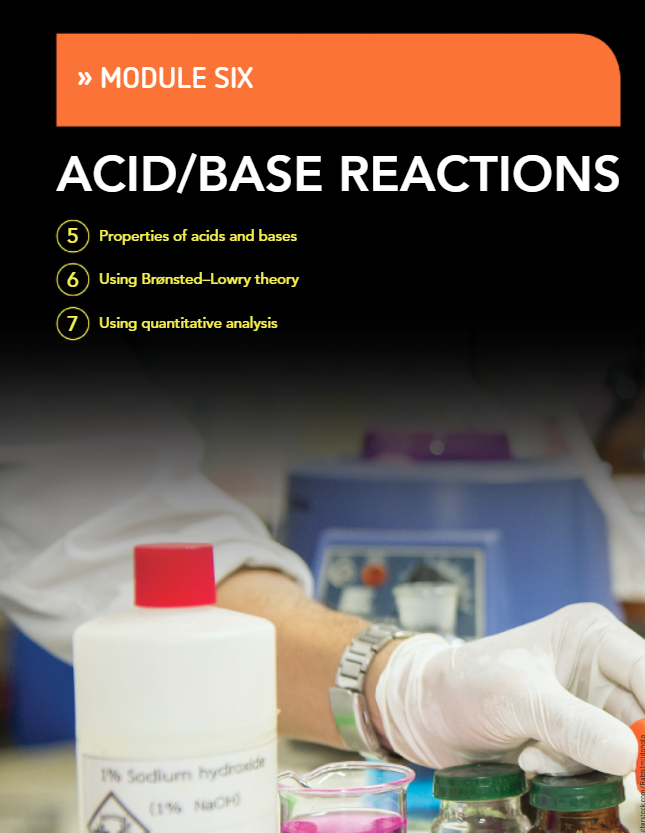 » MODULE SIX
ACID/BASE REACTIONS
5 Properties of acids and bases
6 Using Brønsted–Lowry theory
7 Using quantitative analysis
1% Sodium hydroxide
(1% NaOH)